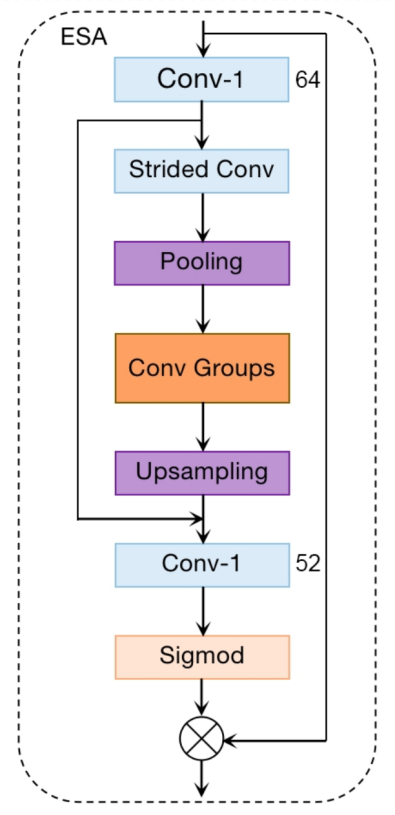 ESA
Conv-1 64
Strided Conv
Pooling
Conv Groups
Upsampling
Conv-1 52
Sigmod